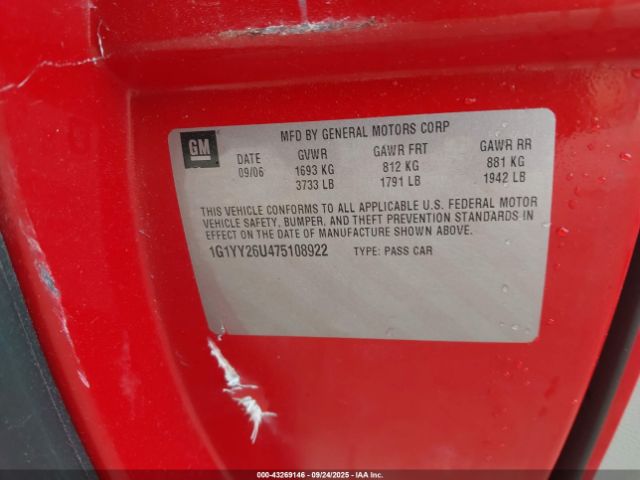 GM
MFD BY GENERAL MOTORS CORP
DATE GVWR GAWR FRT GAWR RR
09/06 1693 KG 812 KG 881 KG
3733 LB 1791 LB 1942 LB
THIS VEHICLE CONFORMS TO ALL APPLICABLE U.S. FEDERAL MOTOR
VEHICLE SAFETY, BUMPER, AND THEFT PREVENTION STANDARDS IN
EFFECT ON THE DATE OF MANUFACTURE SHOWN ABOVE.
1G1YY26U475108922 TYPE: PASS CAR
000-43269146 - 09/24/2025 - IAA Inc.